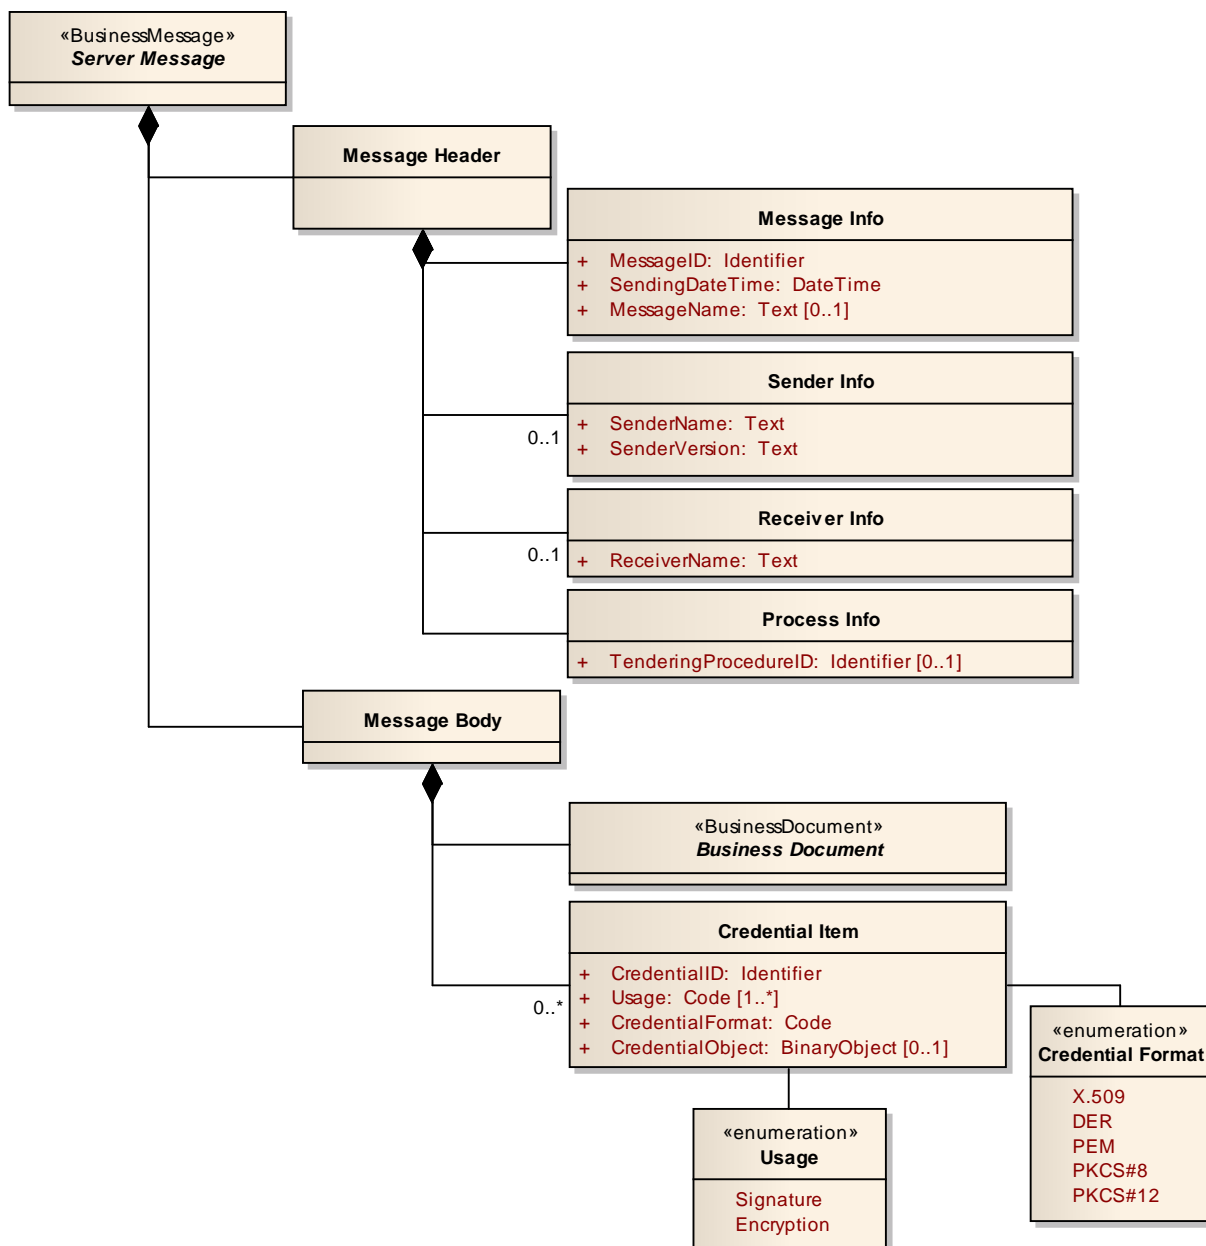 «BusinessMessage»
Server Message
Message Header
Message Info
+ MessageID: Identifier
+ SendingDateTime: DateTime
+ MessageName: Text [0..1]
Sender Info
+ SenderName: Text
+ SenderVersion: Text
0..1
Receiver Info
+ ReceiverName: Text
0..1
Process Info
+ TenderingProcedureID: Identifier [0..1]
Message Body
«BusinessDocument»
Business Document
Credential Item
+ CredentialID: Identifier
+ Usage: Code [1..*]
+ CredentialFormat: Code
+ CredentialObject: BinaryObject [0..1]
0..*
«enumeration»
Credential Format
X.509
DER
PEM
PKCS#8
PKCS#12
«enumeration»
Usage
Signature
Encryption